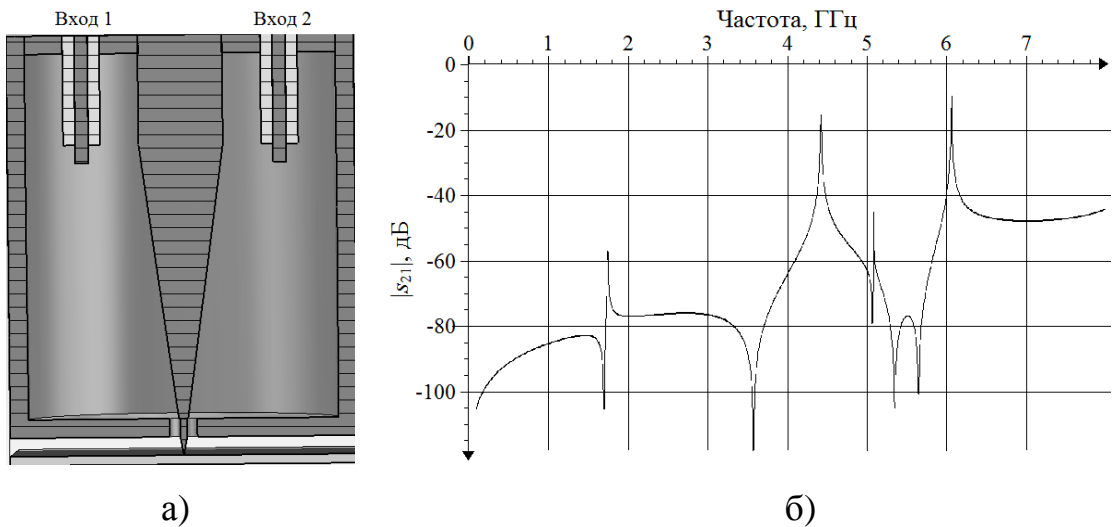 Вход 1 Вход 2
Частота, ГГц
0 1 2 3 4 5 6 7
0
-20
-40
-60
-80
-100
|s21|, дБ
а) б)